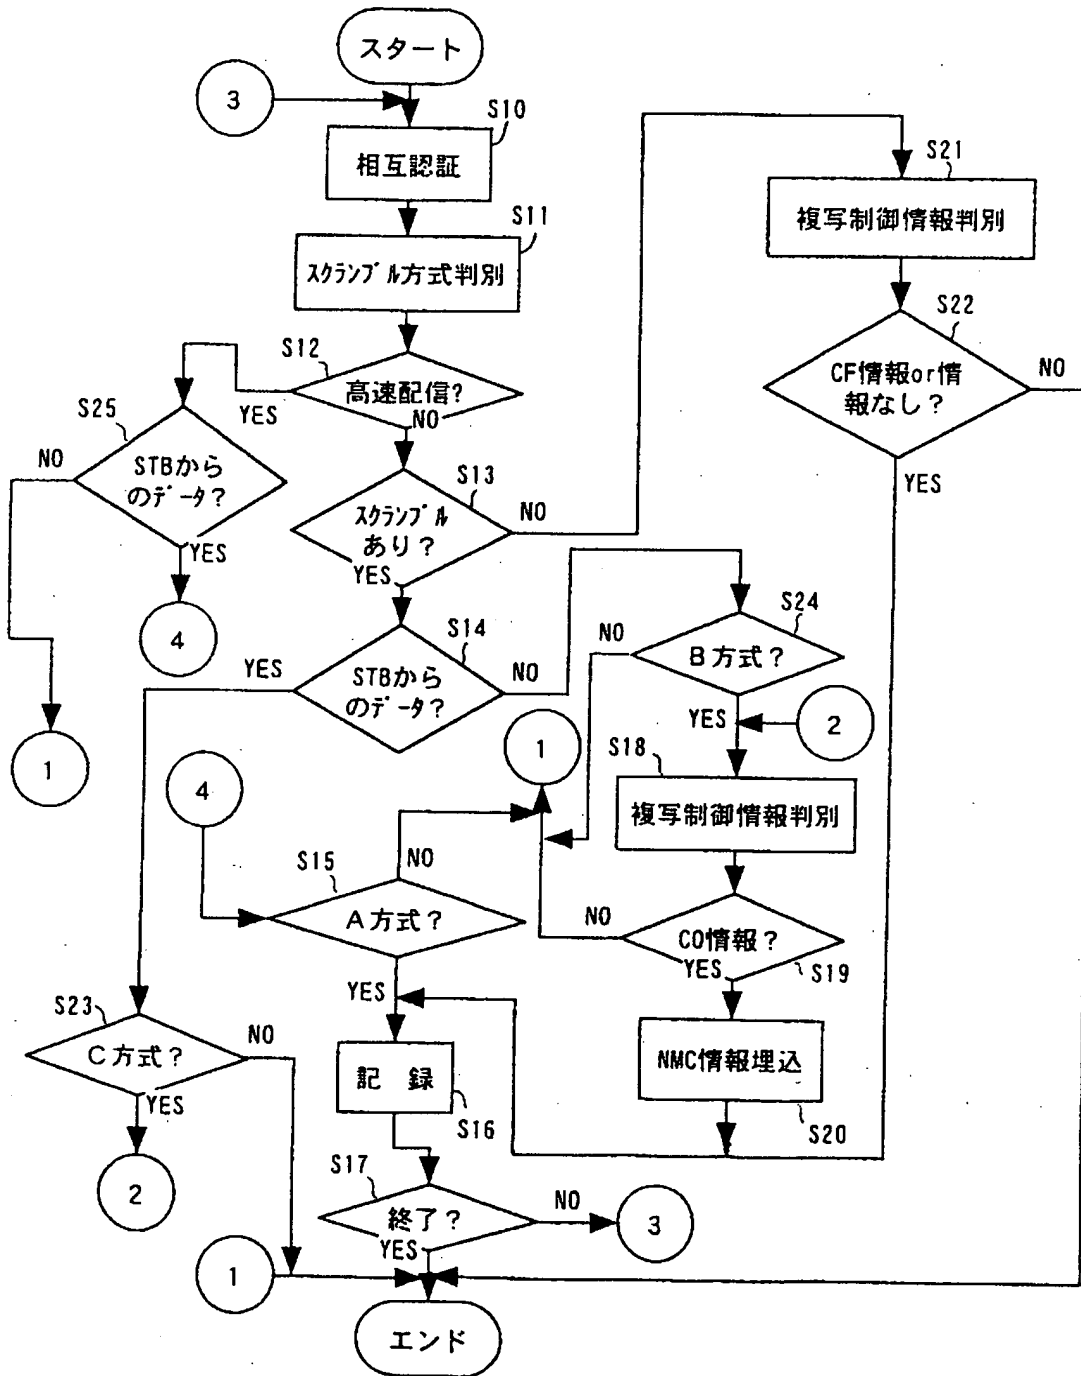 スタート
3
S10
相互認証
S11
スクランブル方式判別
S12
高速配信?
YES
NO
S25
STBから
のデータ?
NO
YES
4
1
S13
スクランブル
あり?
NO
YES
S14
STBから
のデータ?
YES
NO
S21
複写制御情報判別
S22
CF情報or情
報なし?
NO
YES
S24
B方式?
NO
YES
2
1
S18
複写制御情報判別
4
S15
A方式?
NO
YES
CO情報?
NO
YES
S19
NMC情報埋込
S20
S23
C方式?
NO
YES
2
記 録
S16
S17
終了?
NO
YES
3
1
エンド